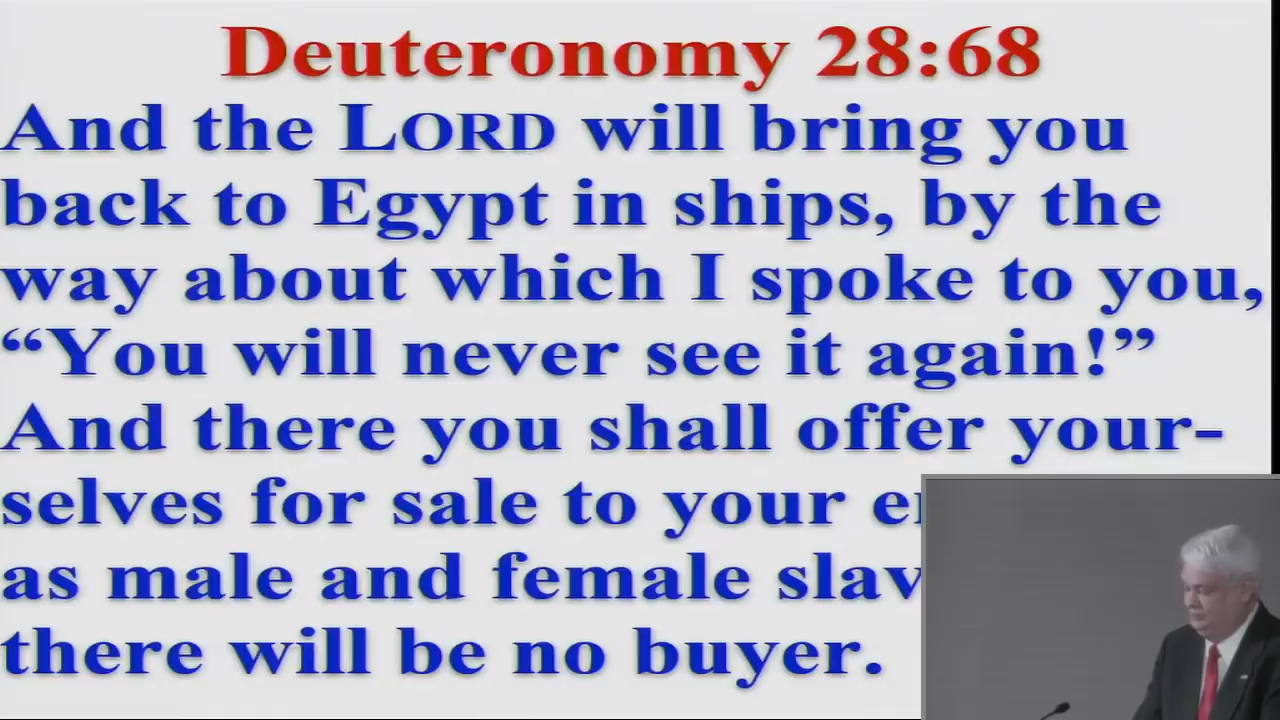 Deuteronomy 28:68
And the LORD will bring you
back to Egypt in ships, by the
way about which I spoke to you,
“You will never see it again!”
And there you shall offer your-
selves for sale to your
as male and female
there will be no buyer.